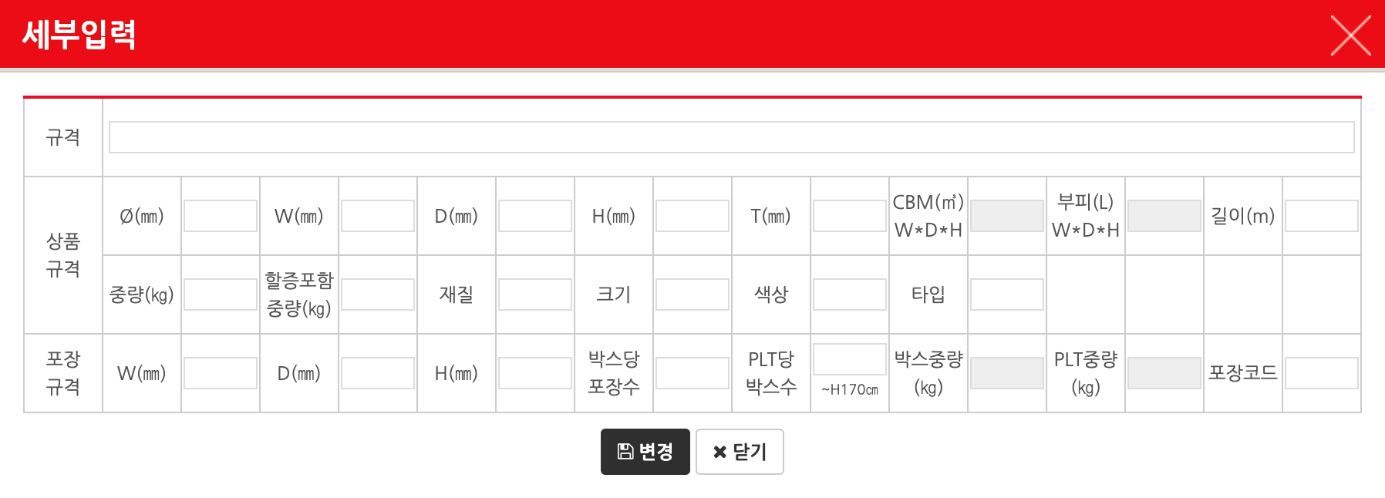 세부입력
규격
상품
규격
Ø(㎜)
W(㎜)
D(㎜)
H(㎜)
T(㎜)
CBM(㎥)
W*D*H
부피(L)
W*D*H
길이(m)
중량(㎏)
할증포함
중량(㎏)
재질
크기
색상
타입
포장
규격
W(㎜)
D(㎜)
H(㎜)
박스당
포장수
PLT당
박스수
~H170㎝
박스중량
(㎏)
PLT중량
(㎏)
포장코드
변경
닫기